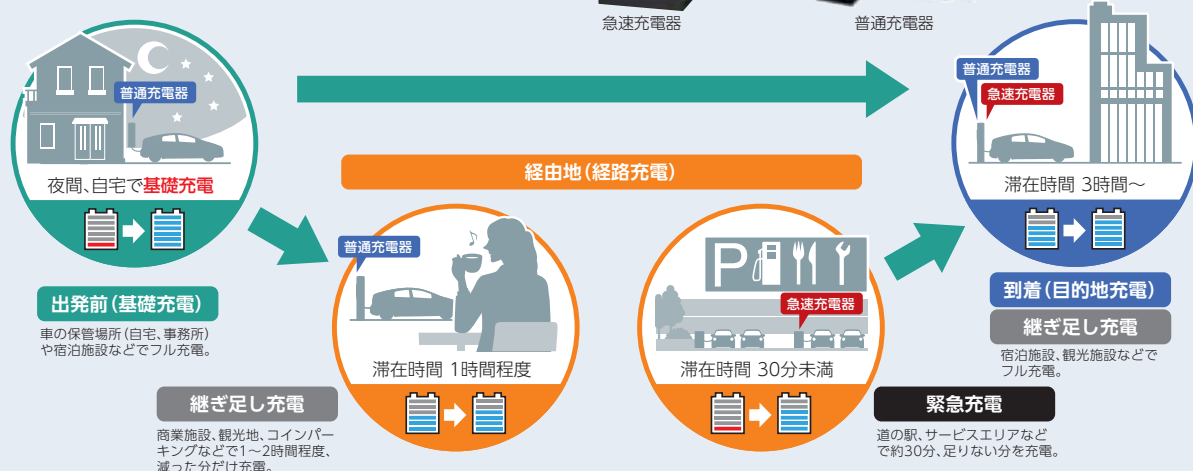 急速充電器
普通充電器
普通充電器
夜間、自宅で基礎充電
出発前(基礎充電)
車の保管場所(自宅、事務所)
や宿泊施設などでフル充電。
経由地(経路充電)
普通充電器
滞在時間 1時間程度
継ぎ足し充電
商業施設、観光地、コインパー
キングなどで1〜2時間程度、
減った分だけ充電。
P
急速充電器
滞在時間 30分未満
緊急充電
道の駅、サービスエリアなど
で約30分、足りない分を充電。
普通充電器
急速充電器
滞在時間 3時間〜
到着(目的地充電)
継ぎ足し充電
宿泊施設、観光施設などで
フル充電。